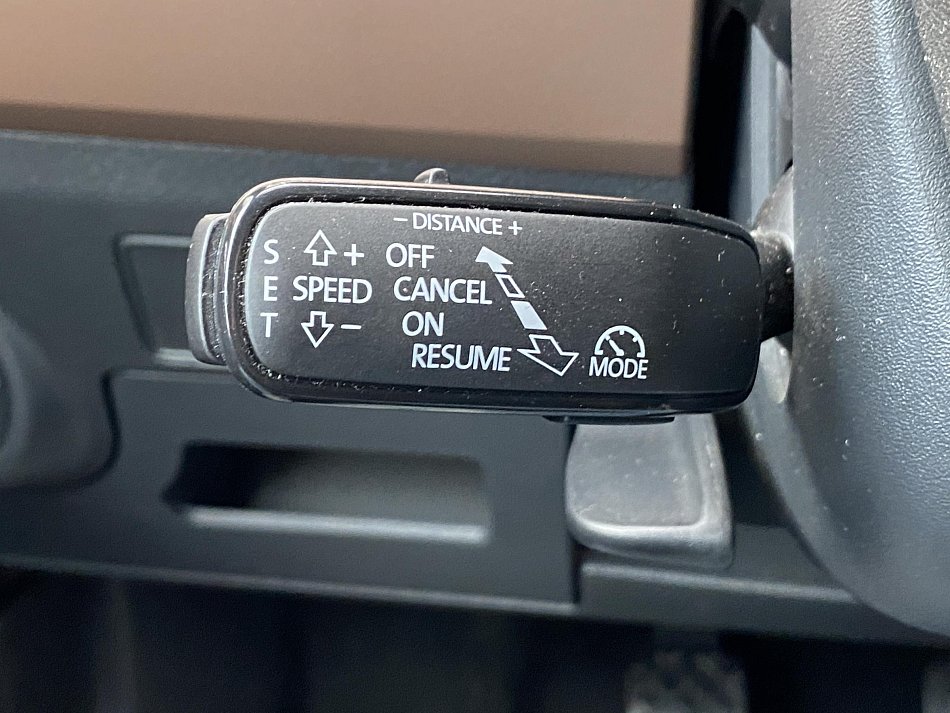 – DISTANCE +
S + OFF
E SPEED CANCEL
T – ON
RESUME
MODE